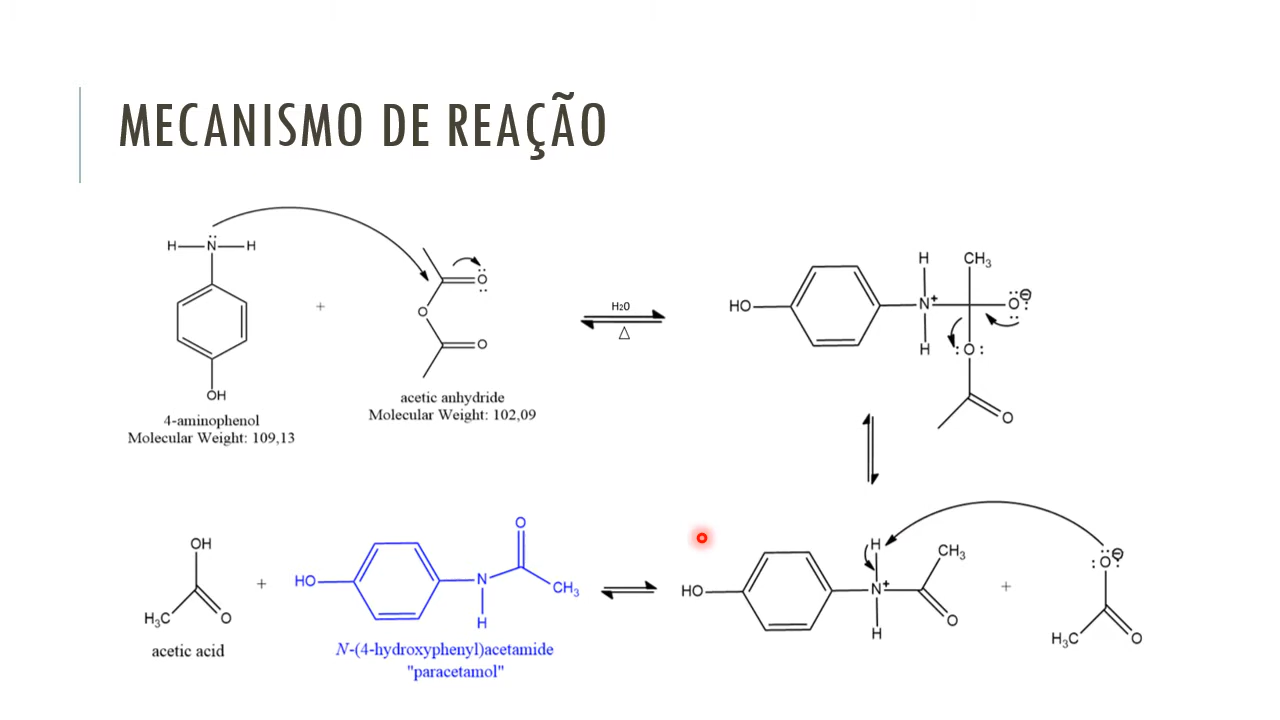 MECANISMO DE REAÇÃO
H N H
OH
4-aminophenol
Molecular Weight: 109,13
+
O
O
O
acetic anhydride
Molecular Weight: 102,09
H20
△
HO
H
N+
H
CH3
O ⊖
:O:
O
OH
H3C
O
acetic acid
+
HO
N
H
O
CH3
N-(4-hydroxyphenyl)acetamide
"paracetamol"
HO
H
N+
H
CH3
O
+
:O: ⊖
H3C
O